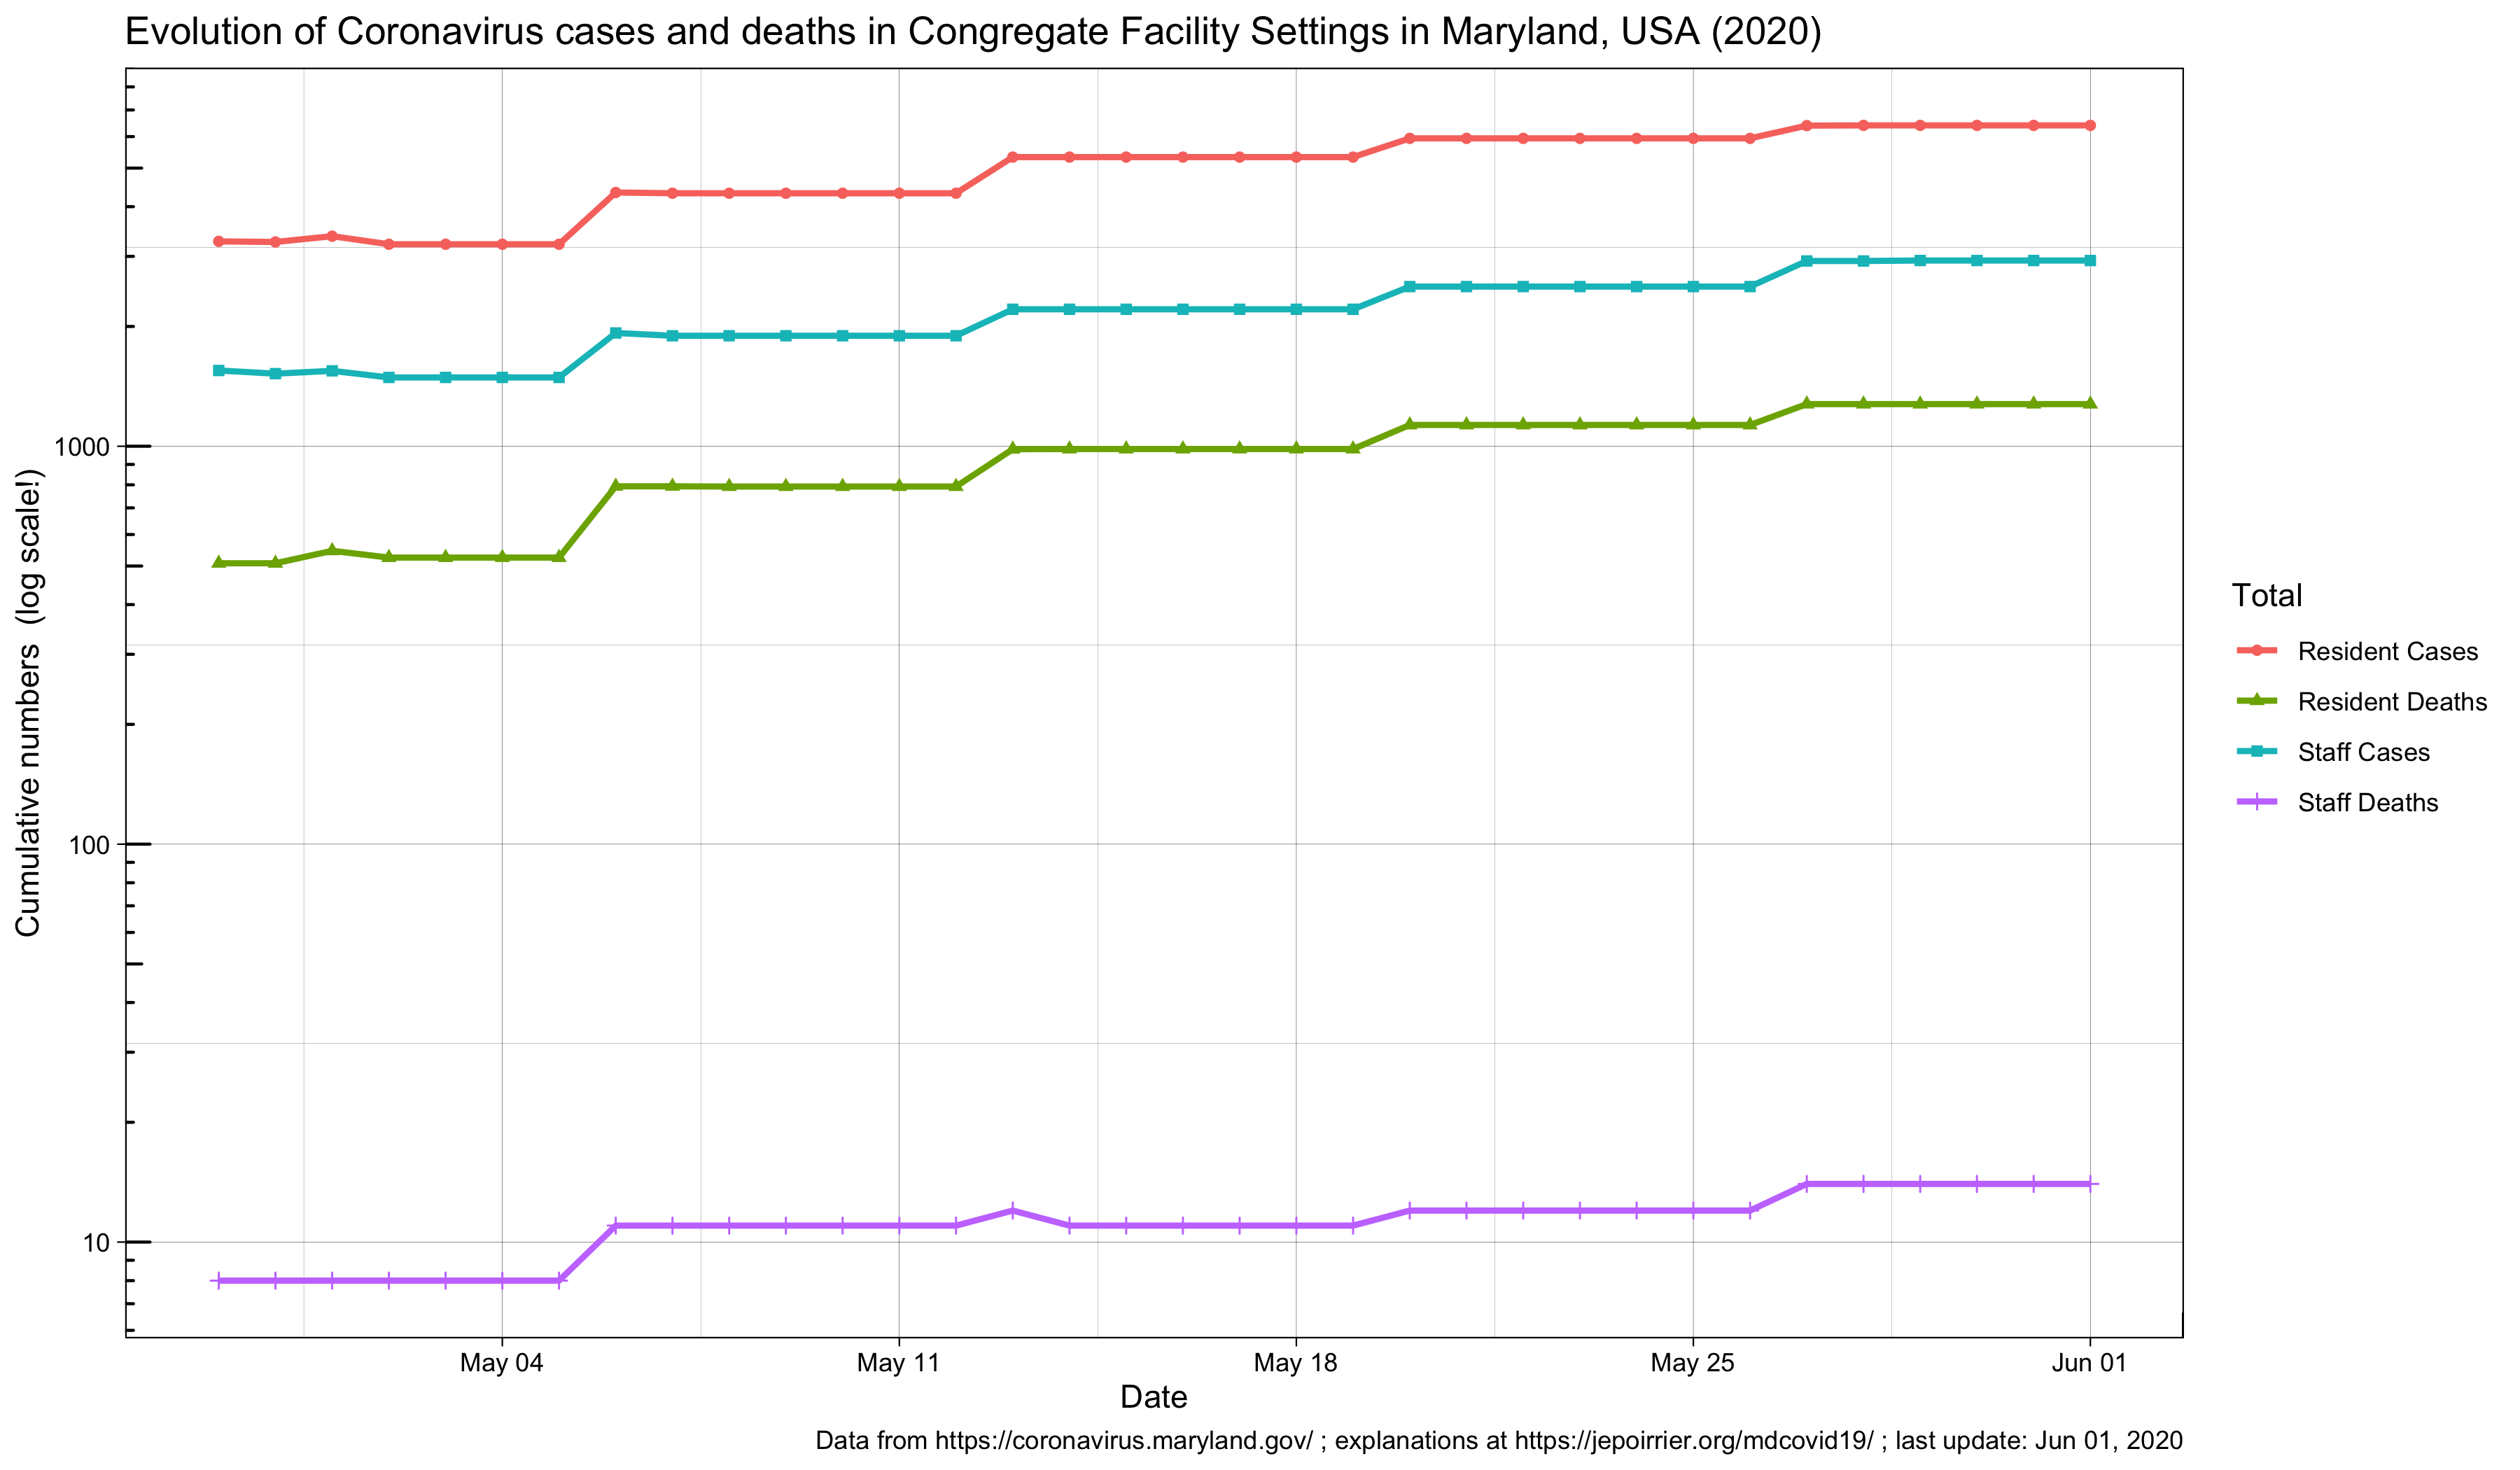 Evolution of Coronavirus cases and deaths in Congregate Facility Settings in Maryland, USA (2020)
Cumulative numbers  (log scale!)
1000
100
10
May 04
May 11
May 18
May 25
Jun 01
Date
Total
Resident Cases
Resident Deaths
Staff Cases
Staff Deaths
Data from https://coronavirus.maryland.gov/ ; explanations at https://jepoirrier.org/mdcovid19/ ; last update: Jun 01, 2020